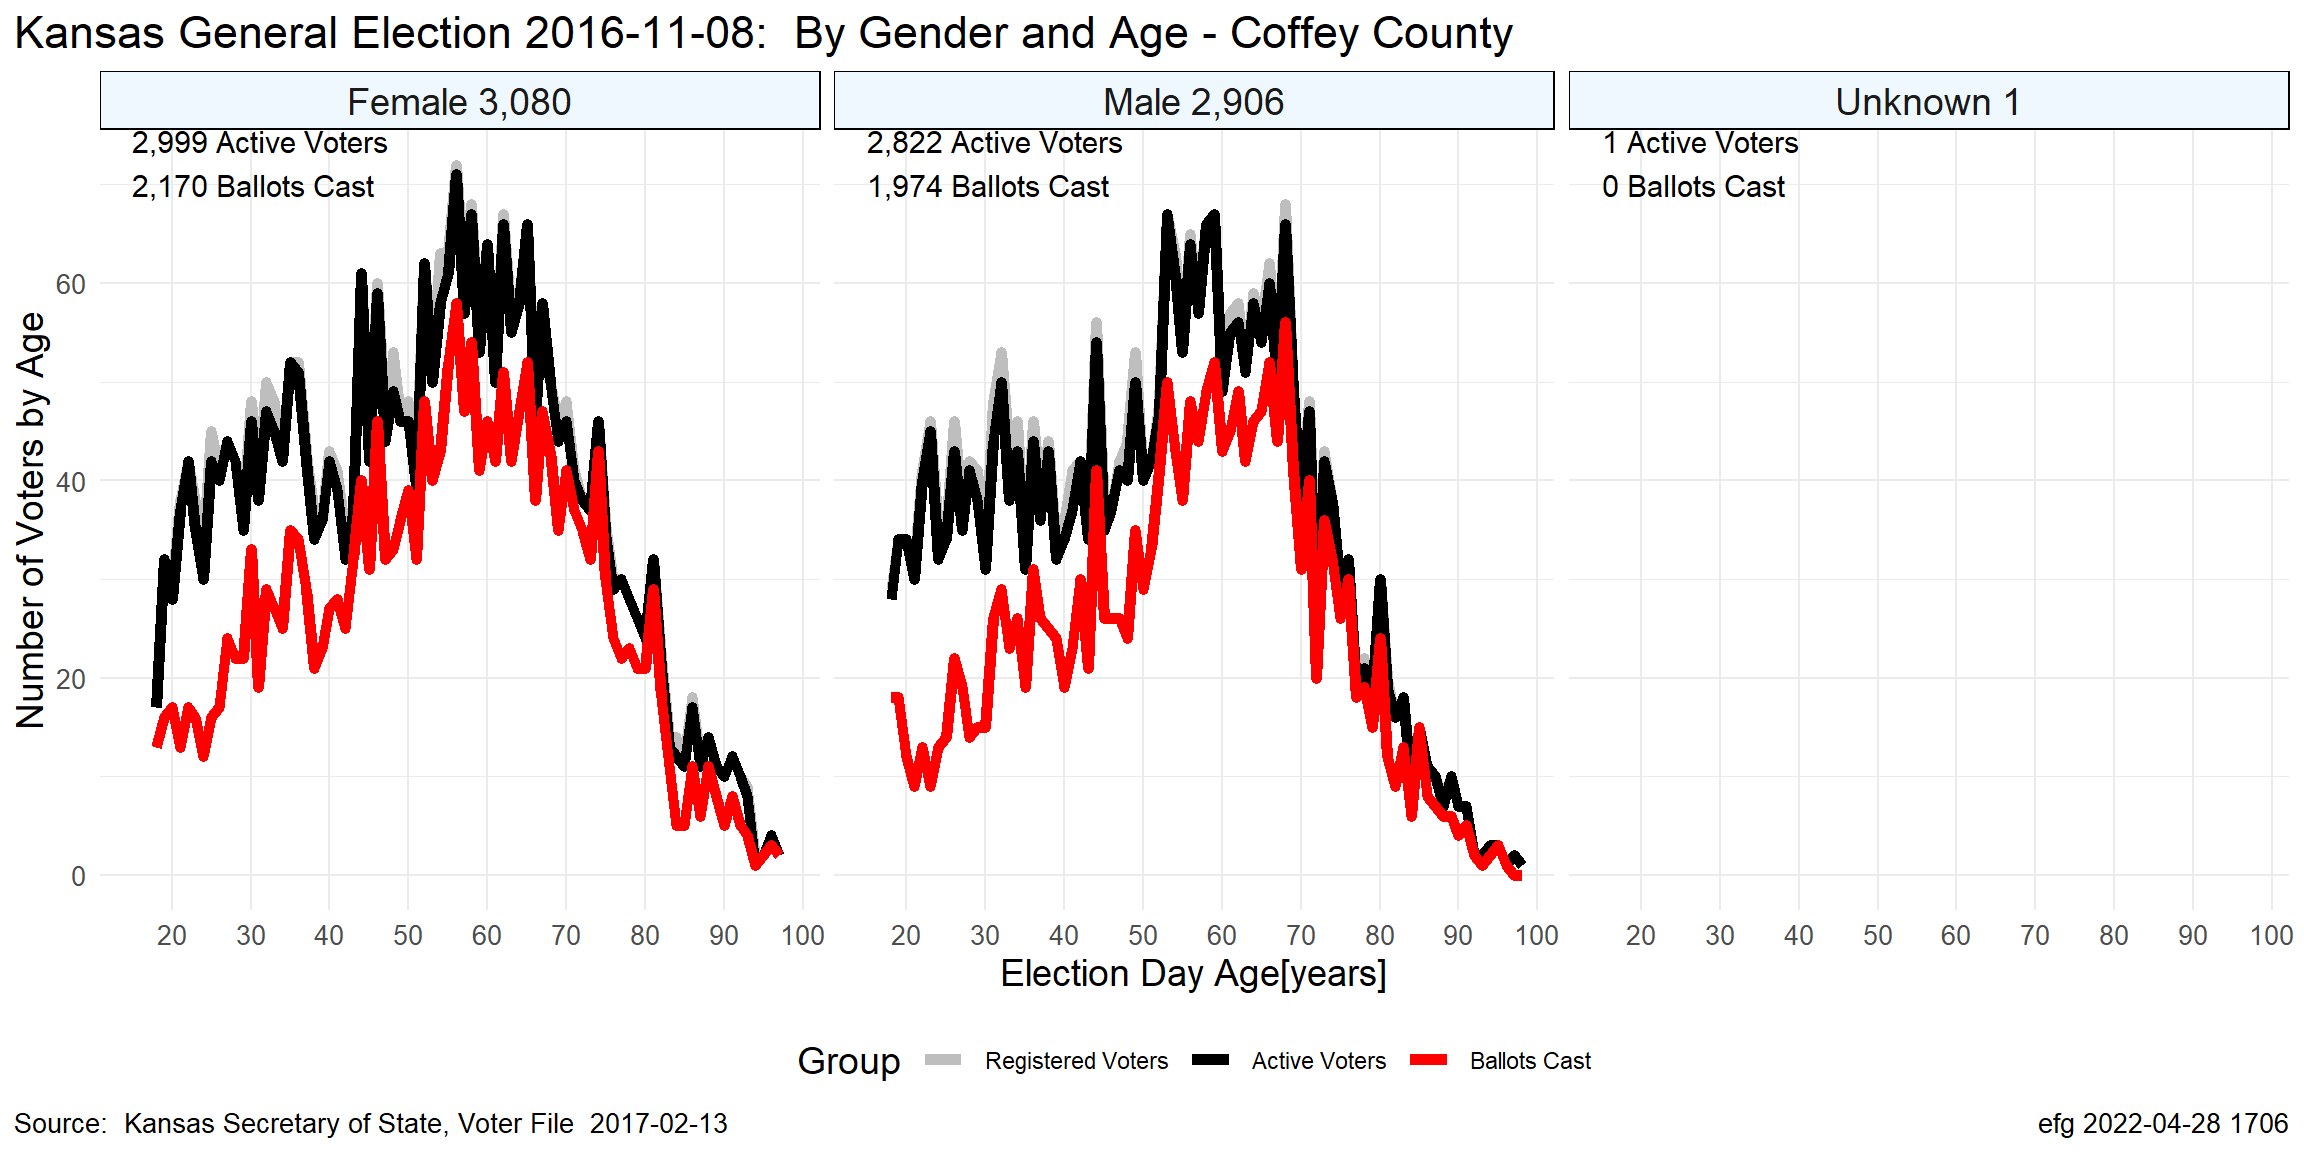 Kansas General Election 2016-11-08:  By Gender and Age - Coffey County
Female 3,080
Male 2,906
Unknown 1
2,999 Active Voters
2,170 Ballots Cast
2,822 Active Voters
1,974 Ballots Cast
1 Active Voters
0 Ballots Cast
Number of Voters by Age
60
40
20
0
20 30 40 50 60 70 80 90 100
20 30 40 50 60 70 80 90 100
20 30 40 50 60 70 80 90 100
Election Day Age[years]
Group Registered Voters Active Voters Ballots Cast
Source:  Kansas Secretary of State, Voter File  2017-02-13
efg 2022-04-28 1706